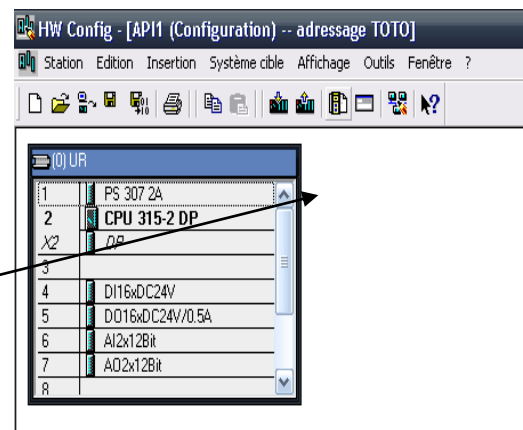 HW Config - [API1 (Configuration) -- adressage TOTO]
Station Edition Insertion Système cible Affichage Outils Fenêtre ?
(0) UR
1 PS 307 2A
2 CPU 315-2 DP
X2 DP
3
4 DI16xDC24V
5 DO16xDC24V/0.5A
6 AI2x12Bit
7 AO2x12Bit
8